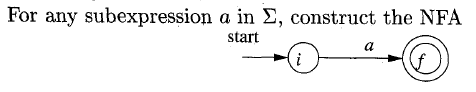 For any subexpression a in Σ, construct the NFA
start
a
i
f